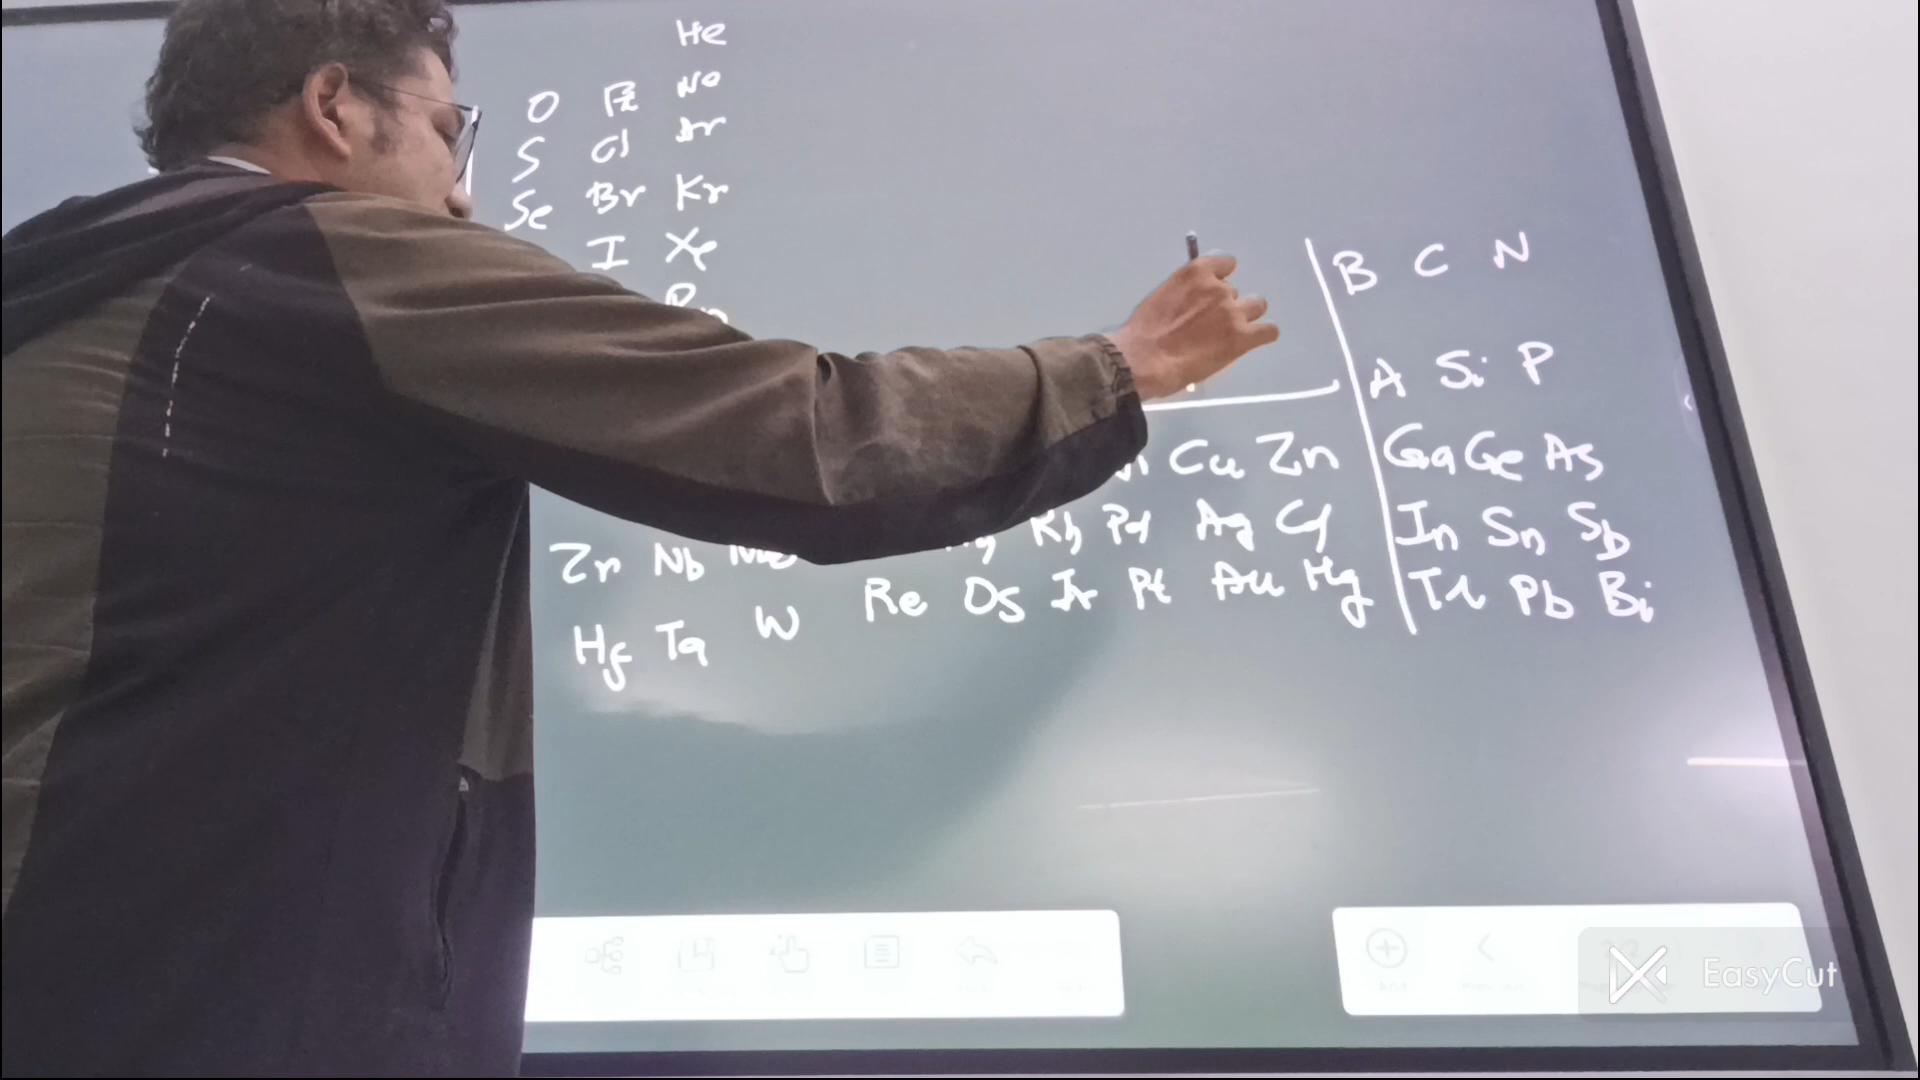 He
O F Ne
S Cl Ar
Se Br Kr
I Xe
B C N
A Si P
Cu Zn Ga Ge As
Zr Nb Rh Pd Ag Cd In Sn Sb
Hf Ta W Re Os Ir Pt Au Hg Tl Pb Bi
EasyCut